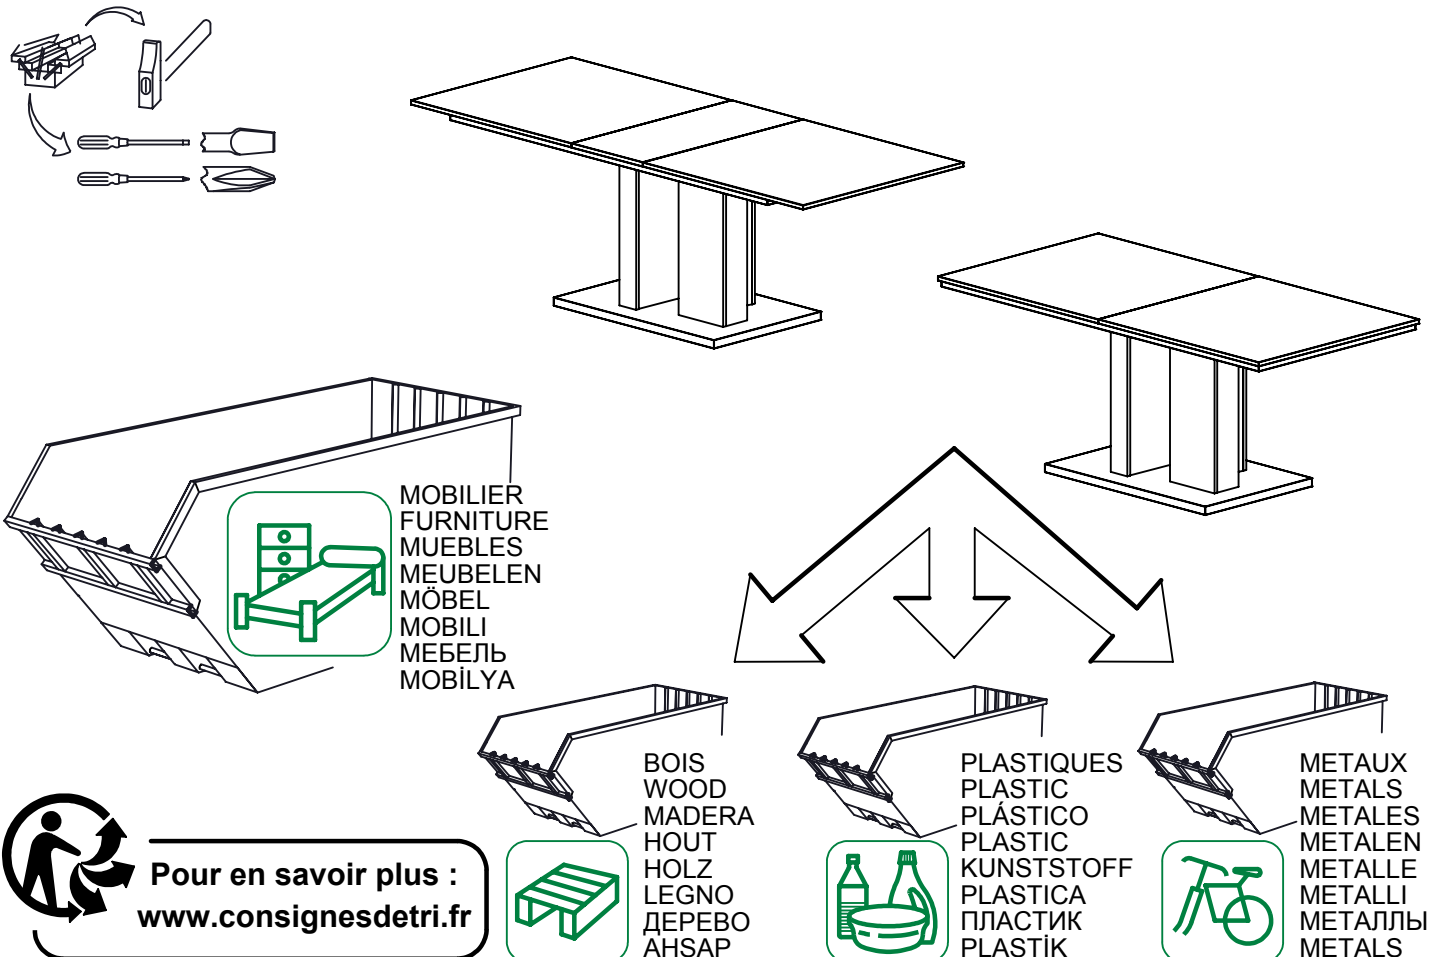 MOBILIER
FURNITURE
MUEBLES
MEUBELEN
MÖBEL
MOBILI
МЕБЕЛЬ
MOBİLYA
BOIS
WOOD
MADERA
HOUT
HOLZ
LEGNO
ДЕРЕВО
AHSAP
PLASTIQUES
PLASTIC
PLÁSTICO
PLASTIC
KUNSTSTOFF
PLASTICA
ПЛАСТИК
PLASTİK
METAUX
METALS
METALES
METALEN
METALLE
METALLI
МЕТАЛЛЫ
METALS
Pour en savoir plus :
www.consignesdetri.fr